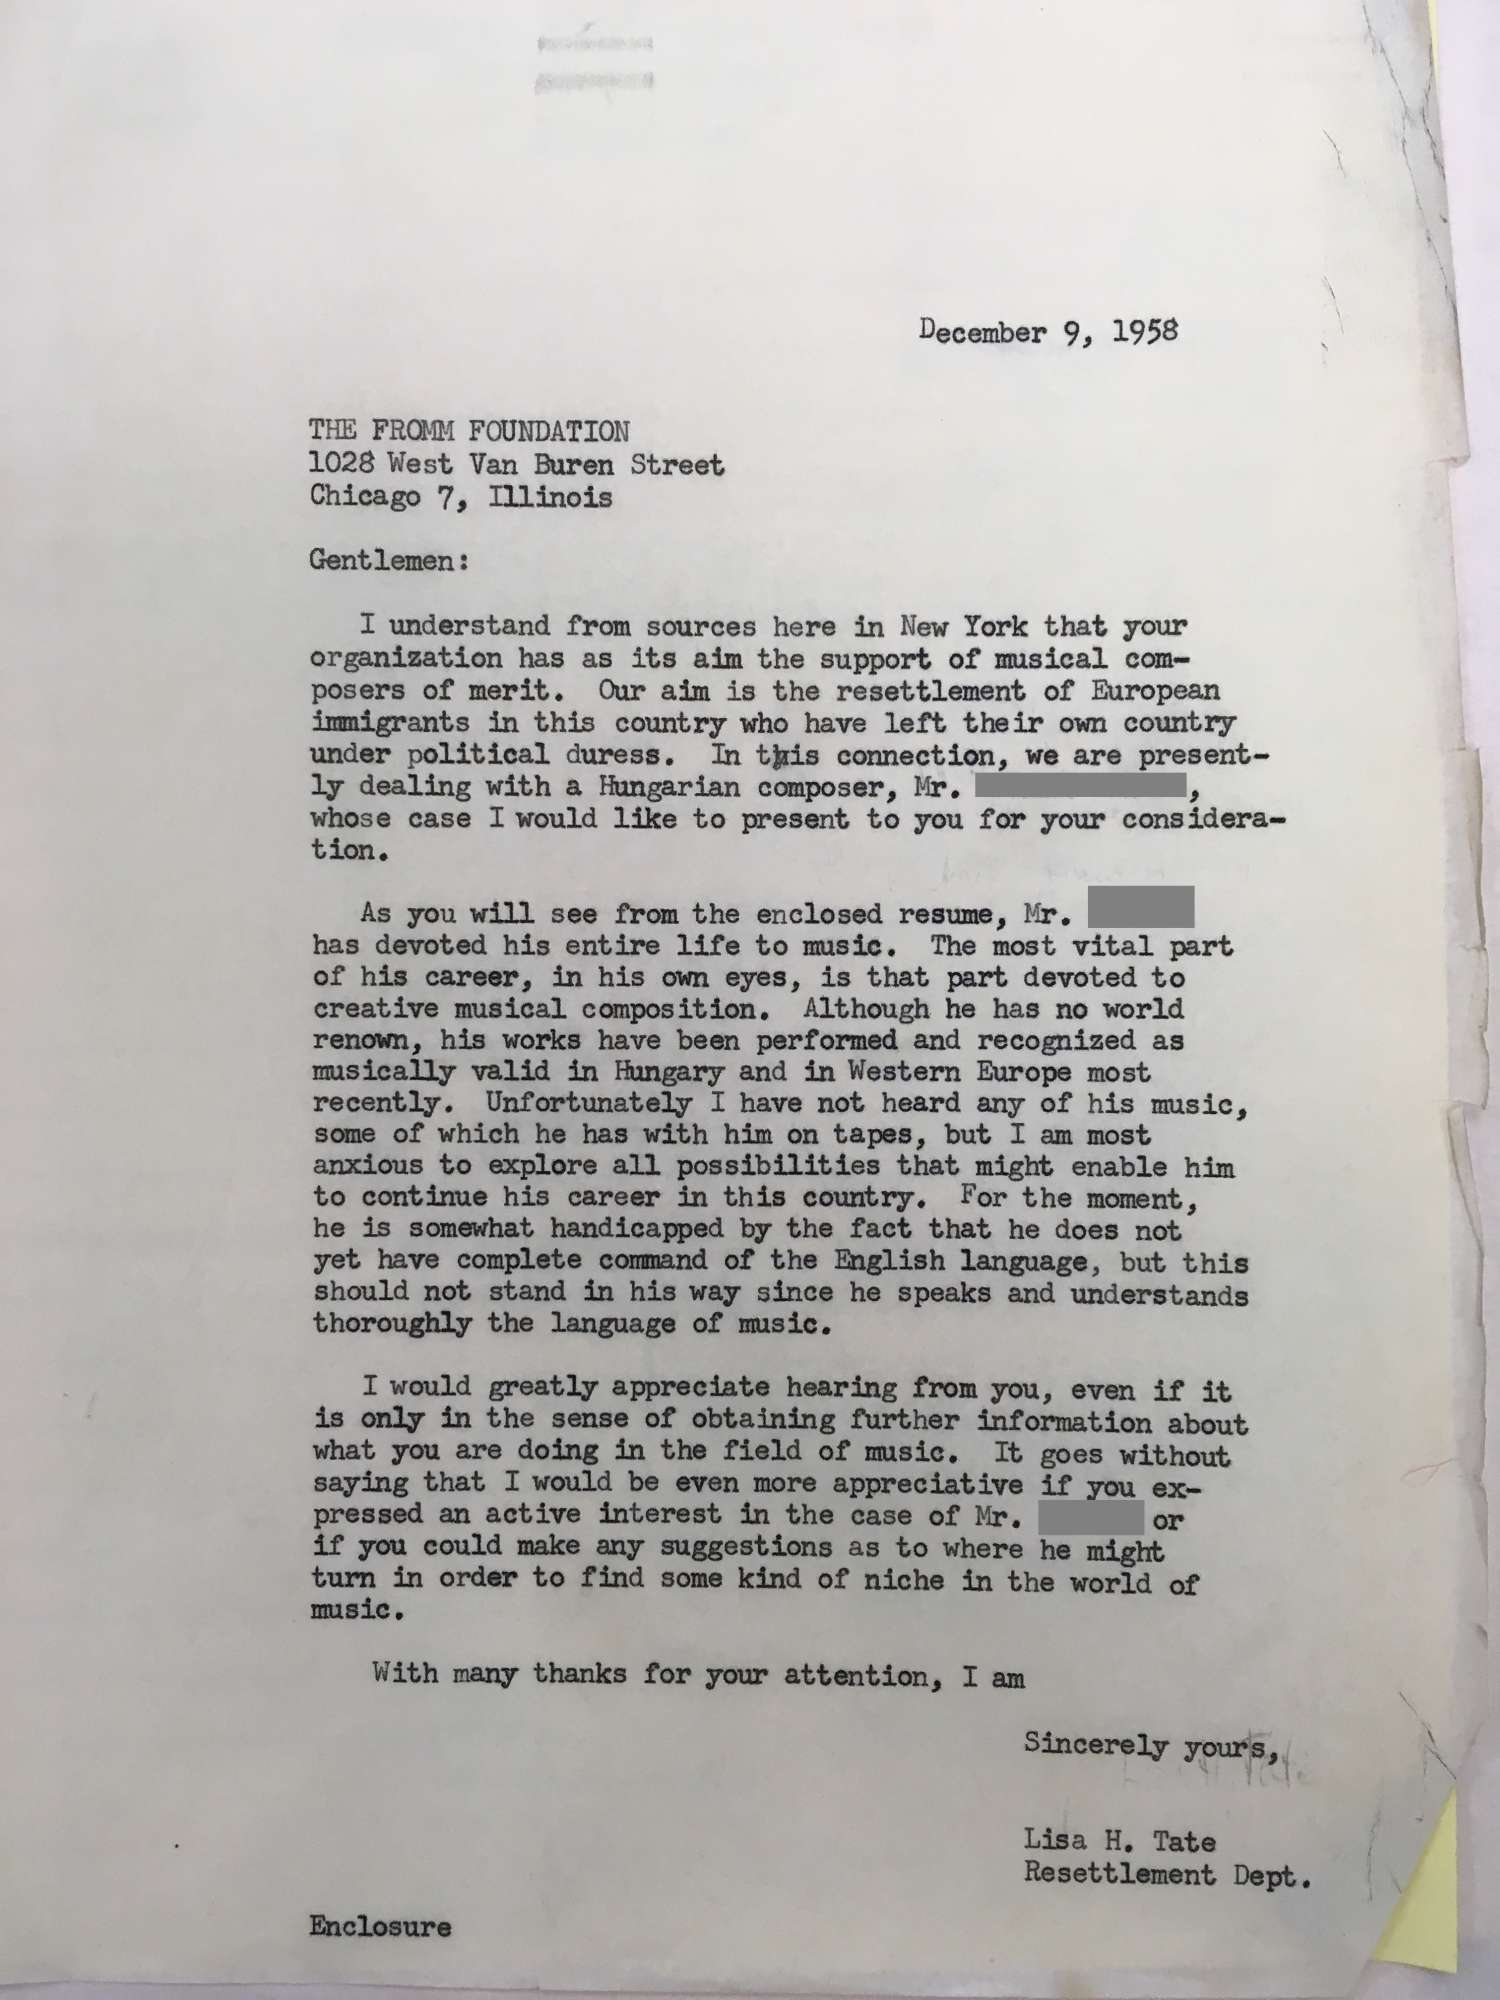 December 9, 1958
THE FROMM FOUNDATION
1028 West Van Buren Street
Chicago 7, Illinois
Gentlemen:
I understand from sources here in New York that your
organization has as its aim the support of musical com-
posers of merit. Our aim is the resettlement of European
immigrants in this country who have left their own country
under political duress. In this connection, we are present-
ly dealing with a Hungarian composer, Mr. ,
whose case I would like to present to you for your considera-
tion.
As you will see from the enclosed resume, Mr.
has devoted his entire life to music. The most vital part
of his career, in his own eyes, is that part devoted to
creative musical composition. Although he has no world
renown, his works have been performed and recognized as
musically valid in Hungary and in Western Europe most
recently. Unfortunately I have not heard any of his music,
some of which he has with him on tapes, but I am most
anxious to explore all possibilities that might enable him
to continue his career in this country. For the moment,
he is somewhat handicapped by the fact that he does not
yet have complete command of the English language, but this
should not stand in his way since he speaks and understands
thoroughly the language of music.
I would greatly appreciate hearing from you, even if it
is only in the sense of obtaining further information about
what you are doing in the field of music. It goes without
saying that I would be even more appreciative if you ex-
pressed an active interest in the case of Mr. or
if you could make any suggestions as to where he might
turn in order to find some kind of niche in the world of
music.
With many thanks for your attention, I am
Sincerely yours,
Lisa H. Tate
Resettlement Dept.
Enclosure